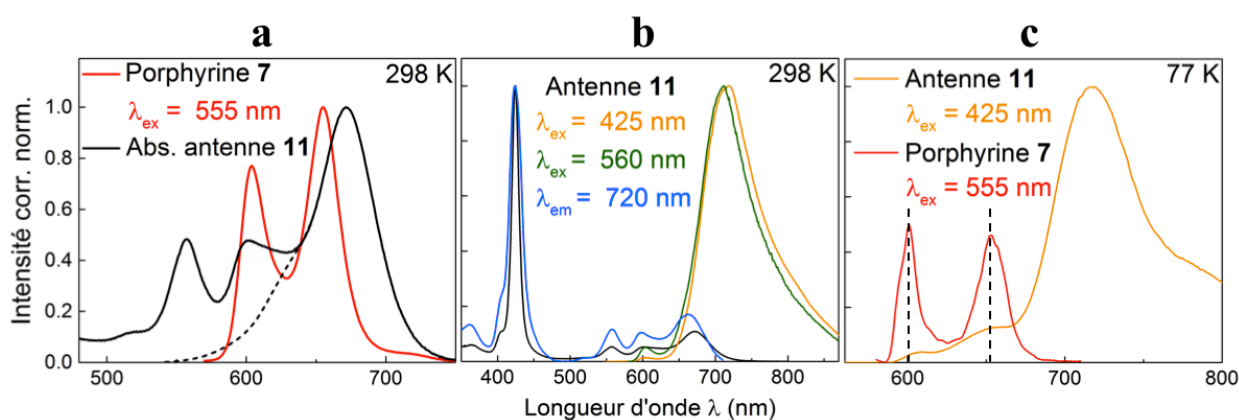 a
b
c
Porphyrine 7
λex = 555 nm
Abs. antenne 11
298 K
Antenne 11
λex = 425 nm
λex = 560 nm
λem = 720 nm
298 K
Antenne 11
λex = 425 nm
Porphyrine 7
λex = 555 nm
77 K
Intensité corr. norm.
1.0
0.8
0.6
0.4
0.2
0.0
500
600
700
400
500
600
700
800
600
700
800
Longueur d'onde λ (nm)